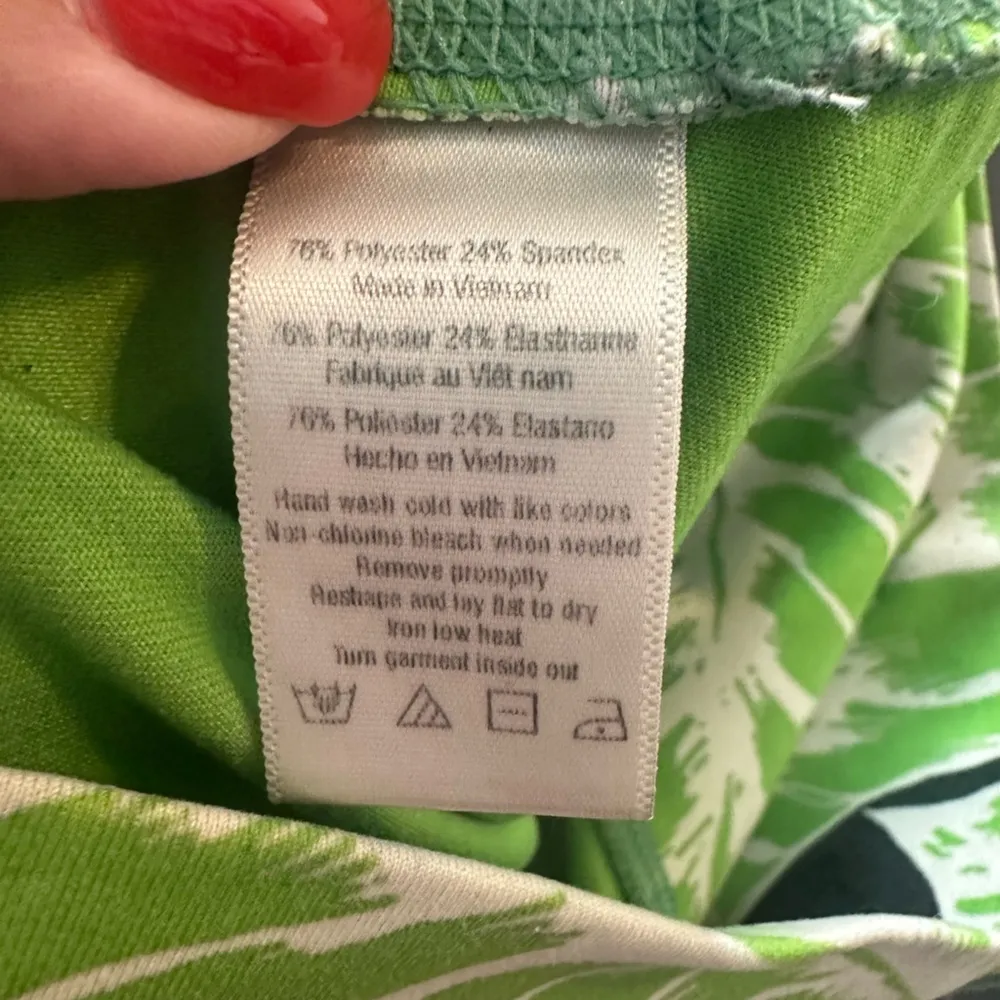 76% Polyester 24% Spandex
Made in Vietnam
76% Polyester 24% Elasthanne
Fabriqué au Viêt nam
76% Poliéster 24% Elastano
Hecho en Vietnam
Hand wash cold with like colors
Non-chlorine bleach when needed
Remove promptly
Reshape and lay flat to dry
Iron low heat
Turn garment inside out